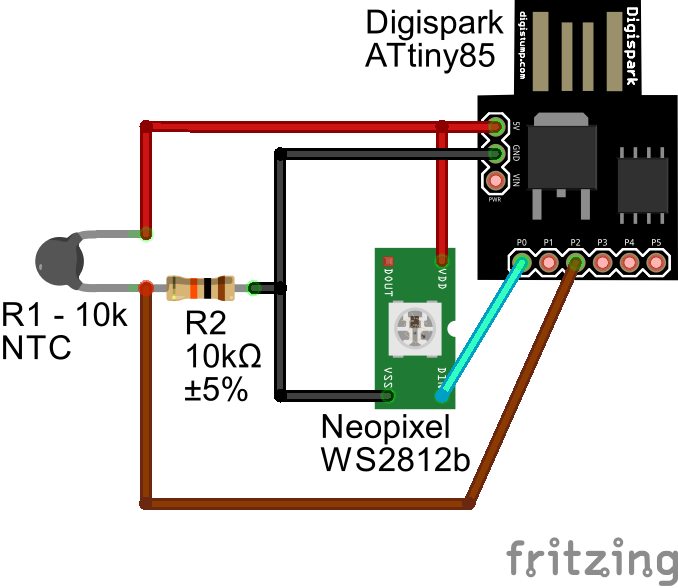 Digispark
ATtiny85
digistump.com
Digispark
5V
GND
VIN
PWR
P0
P1
P2
P3
P4
P5
DOUT
VDD
VSS
DIN
R1 - 10k
NTC
R2
10kΩ
±5%
Neopixel
WS2812b
fritzing